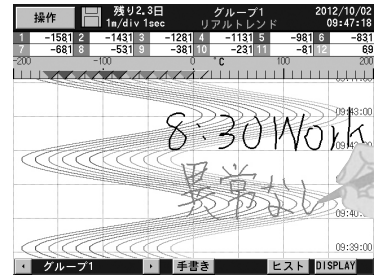 操作 残り2.3日 グループ1 2012/10/02
1m/div 1sec リアルトレンド 09:47:18
1 -1581 2 -1431 3 -1281 4 -1131 5 -981 6 -831
7 -681 8 -531 9 -381 10 -231 11 -81 12 69
-200 -100 0 °C 100 200
09:43:00
8:30 Work
異常なし
09:39:00
グループ1 手書き ヒスト DISPLAY